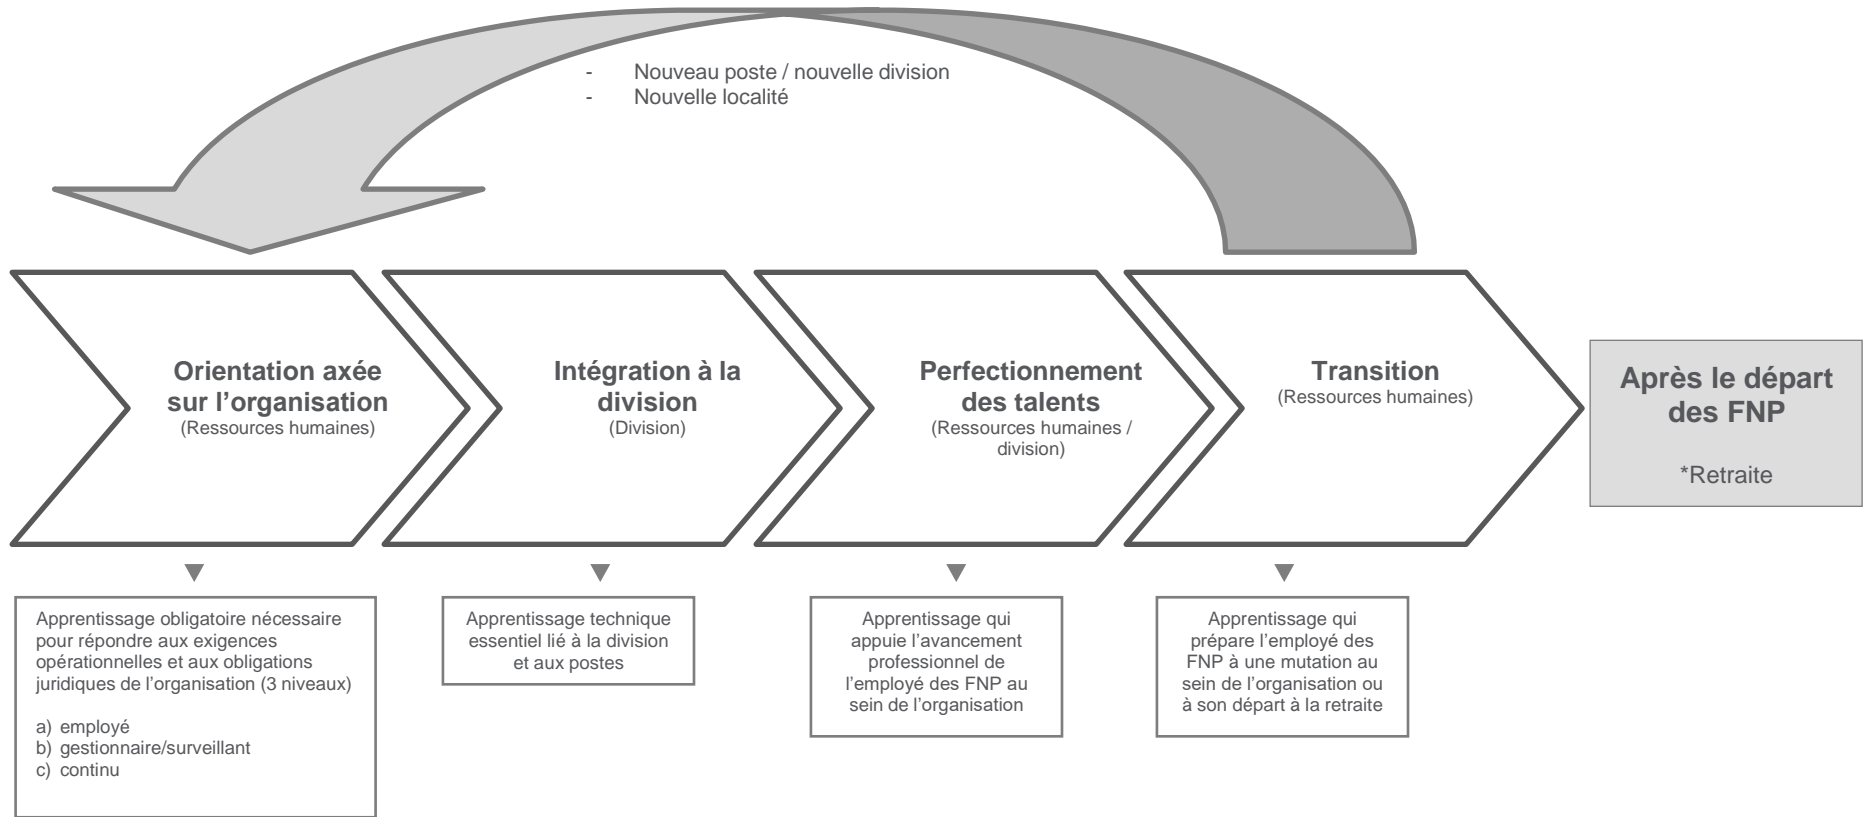 - Nouveau poste / nouvelle division
- Nouvelle localité
Orientation axée
sur l’organisation
(Ressources humaines)
Intégration à la
division
(Division)
Perfectionnement
des talents
(Ressources humaines /
division)
Transition
(Ressources humaines)
Après le départ
des FNP
*Retraite
Apprentissage obligatoire nécessaire
pour répondre aux exigences
opérationnelles et aux obligations
juridiques de l’organisation (3 niveaux)
a) employé
b) gestionnaire/surveillant
c) continu
Apprentissage technique
essentiel lié à la division
et aux postes
Apprentissage qui
appuie l’avancement
professionnel de
l’employé des FNP au
sein de l’organisation
Apprentissage qui
prépare l’employé des
FNP à une mutation au
sein de l’organisation ou
à son départ à la retraite